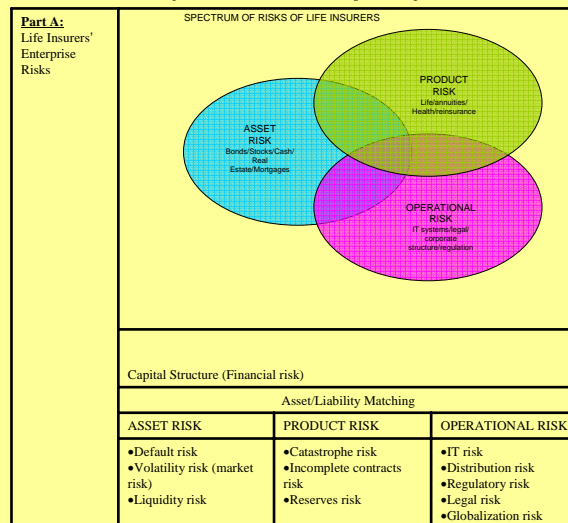 Part A:
Life Insurers'
Enterprise
Risks
SPECTRUM OF RISKS OF LIFE INSURERS
PRODUCT
RISK
Life/annuities/
Health/reinsurance
ASSET
RISK
Bonds/Stocks/Cash/
Real
Estate/Mortgages
OPERATIONAL
RISK
IT systems/legal/
corporate
structure/regulation
Capital Structure (Financial risk)
Asset/Liability Matching
ASSET RISK
•Default risk
•Volatility risk (market
risk)
•Liquidity risk
PRODUCT RISK
•Catastrophe risk
•Incomplete contracts
risk
•Reserves risk
OPERATIONAL RISK
•IT risk
•Distribution risk
•Regulatory risk
•Legal risk
•Globalization risk